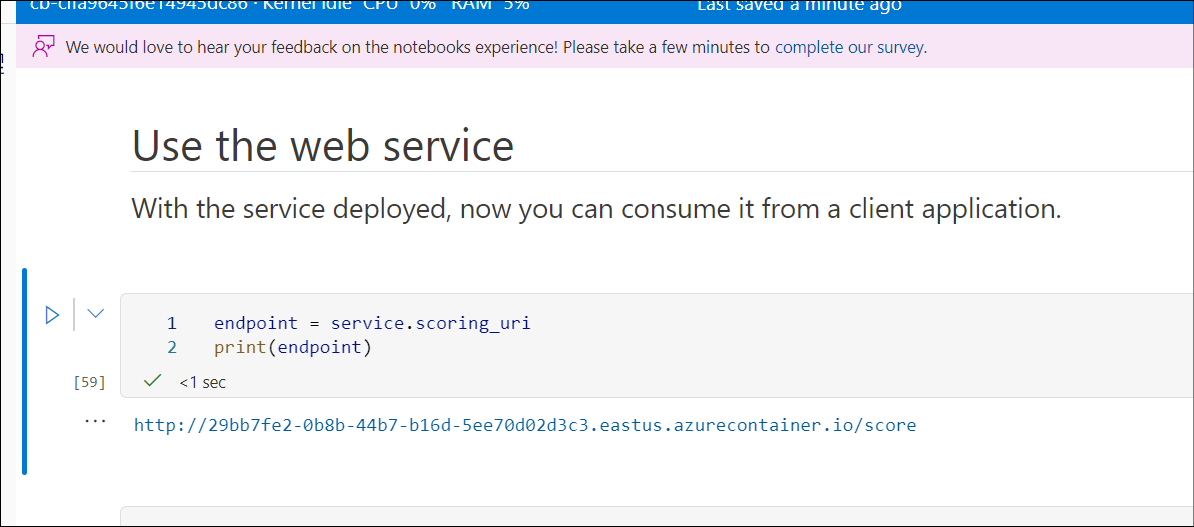 Kernel Idle CPU 0% RAM 5% Last saved a minute ago
We would love to hear your feedback on the notebooks experience! Please take a few minutes to complete our survey.
Use the web service
With the service deployed, now you can consume it from a client application.
1 endpoint = service.scoring_uri
2 print(endpoint)
[59] <1 sec
... http://29bb7fe2-0b8b-44b7-b16d-5ee70d02d3c3.eastus.azurecontainer.io/score